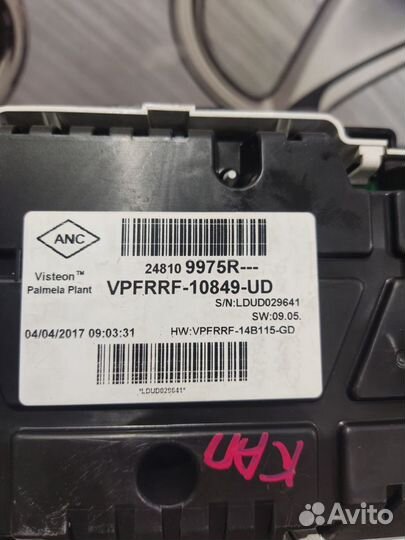 ANC
Visteon™
Palmela Plant
24810 9975R---
VPFRRF-10849-UD
S/N:LDUD029641
SW:09.05.
04/04/2017 09:03:31
HW:VPFRRF-14B115-GD
*LDUD029641*
КАП
Avito